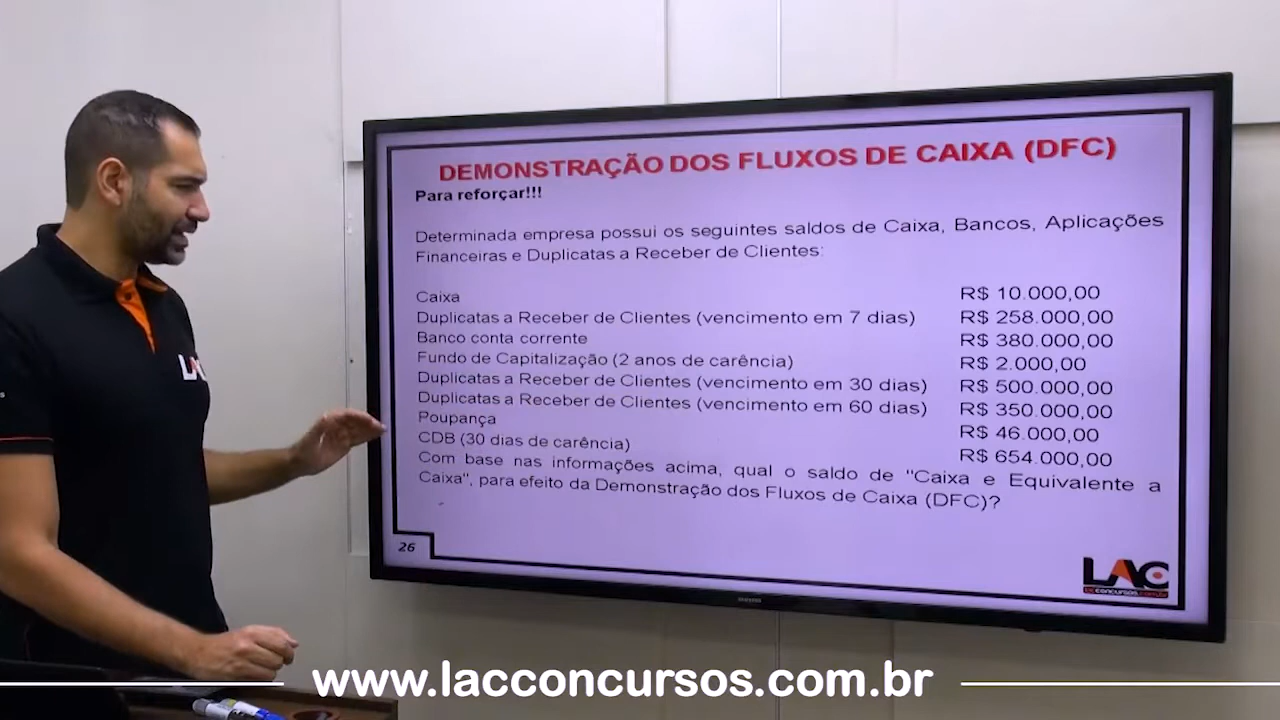 DEMONSTRAÇÃO DOS FLUXOS DE CAIXA (DFC)
Para reforçar!!!
Determinada empresa possui os seguintes saldos de Caixa, Bancos, Aplicações
Financeiras e Duplicatas a Receber de Clientes:
Caixa R$ 10.000,00
Duplicatas a Receber de Clientes (vencimento em 7 dias) R$ 258.000,00
Banco conta corrente R$ 380.000,00
Fundo de Capitalização (2 anos de carência) R$ 2.000,00
Duplicatas a Receber de Clientes (vencimento em 30 dias) R$ 500.000,00
Duplicatas a Receber de Clientes (vencimento em 60 dias) R$ 350.000,00
Poupança R$ 46.000,00
CDB (30 dias de carência) R$ 654.000,00
Com base nas informações acima, qual o saldo de "Caixa e Equivalente a
Caixa", para efeito da Demonstração dos Fluxos de Caixa (DFC)?
26
LAC
concursos.com.br
LAC
www.lacconcursos.com.br